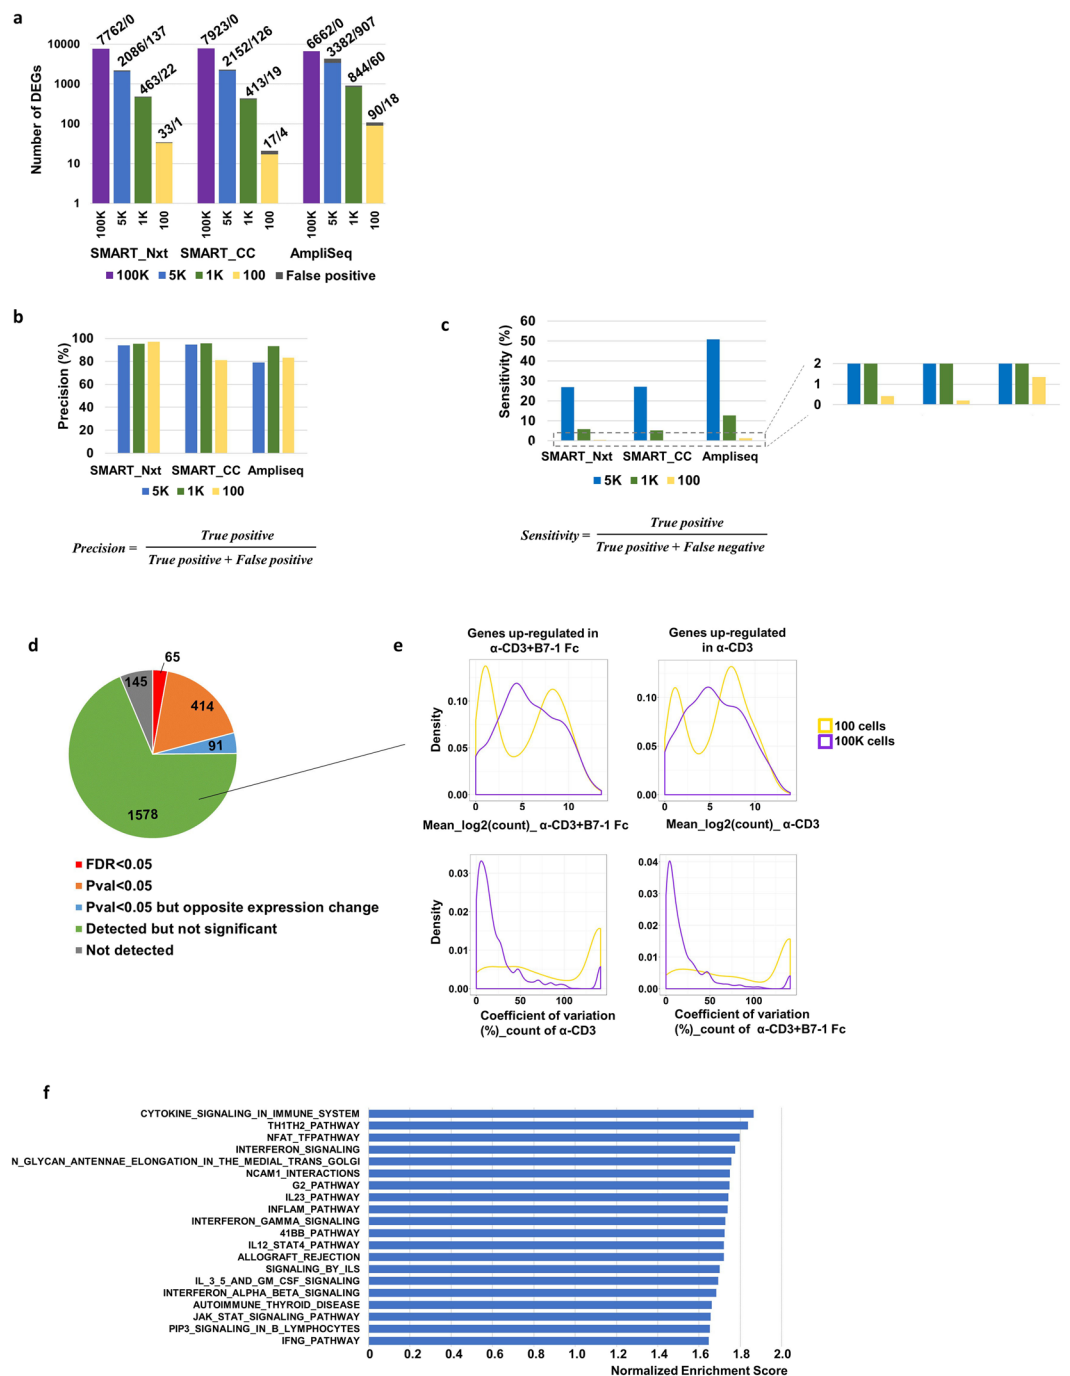 a
Number of DEGs
10000
1000
100
10
1
7762/0
2086/137
463/22
33/1
7923/0
2152/126
413/19
17/4
6662/0
3382/907
844/60
90/18
100K 5K 1K 100 100K 5K 1K 100 100K 5K 1K 100
SMART_Nxt SMART_CC AmpliSeq
100K 5K 1K 100 False positive
b
Precision (%)
100
80
60
40
20
0
SMART_Nxt SMART_CC Ampliseq
5K 1K 100
Precision = True positive
True positive + False positive
c
Sensitivity (%)
60
50
40
30
20
10
0
SMART_Nxt SMART_CC Ampliseq
5K 1K 100
2
1
0
Sensitivity = True positive
True positive + False negative
d
65
145
414
91
1578
FDR<0.05
Pval<0.05
Pval<0.05 but opposite expression change
Detected but not significant
Not detected
e
Genes up-regulated in
α-CD3+B7-1 Fc
Density
0.10
0.05
0.00
0 5 10
Mean_log2(count)_ α-CD3+B7-1 Fc
Genes up-regulated
in α-CD3
0.10
0.05
0.00
0 5 10
Mean_log2(count)_ α-CD3
100 cells
100K cells
Density
0.03
0.02
0.01
0.00
0 50 100
Coefficient of variation
(%)_count of α-CD3
0.04
0.03
0.02
0.01
0.00
0 50 100
Coefficient of variation
(%)_count of α-CD3+B7-1 Fc
f
CYTOKINE_SIGNALING_IN_IMMUNE_SYSTEM
TH1TH2_PATHWAY
NFAT_TFPATHWAY
INTERFERON_SIGNALING
N_GLYCAN_ANTENNAE_ELONGATION_IN_THE_MEDIAL_TRANS_GOLGI
NCAM1_INTERACTIONS
G2_PATHWAY
IL23_PATHWAY
INFLAM_PATHWAY
INTERFERON_GAMMA_SIGNALING
41BB_PATHWAY
IL12_STAT4_PATHWAY
ALLOGRAFT_REJECTION
SIGNALING_BY_ILS
IL_3_5_AND_GM_CSF_SIGNALING
INTERFERON_ALPHA_BETA_SIGNALING
AUTOIMMUNE_THYROID_DISEASE
JAK_STAT_SIGNALING_PATHWAY
PIP3_SIGNALING_IN_B_LYMPHOCYTES
IFNG_PATHWAY
0 0.2 0.4 0.6 0.8 1.0 1.2 1.4 1.6 1.8 2.0
Normalized Enrichment Score